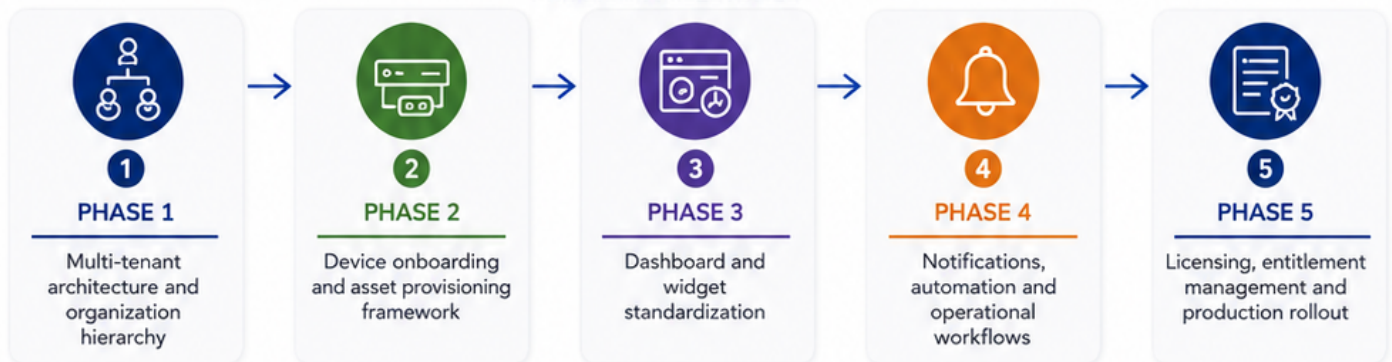 1
PHASE 1
Multi-tenant
architecture and
organization
hierarchy
2
PHASE 2
Device onboarding
and asset provisioning
framework
3
PHASE 3
Dashboard and
widget
standardization
4
PHASE 4
Notifications,
automation and
operational
workflows
5
PHASE 5
Licensing, entitlement
management and
production rollout